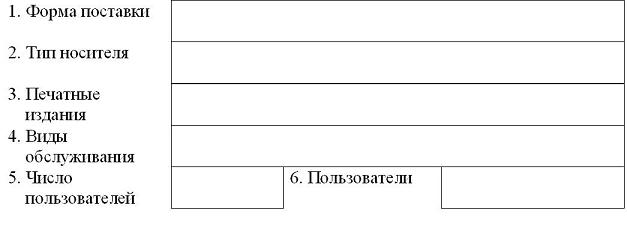 1. Форма поставки
2. Тип носителя
3. Печатные
издания
4. Виды
обслуживания
5. Число
пользователей
6. Пользователи